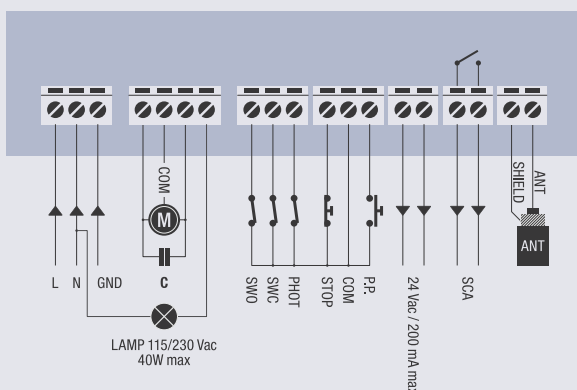 COM
M
SHIELD
ANT
ANT
L
N
GND
C
SWO
SWC
PHOT
STOP
COM
P.P.
24 Vac / 200 mA max
SCA
LAMP 115/230 Vac
40W max